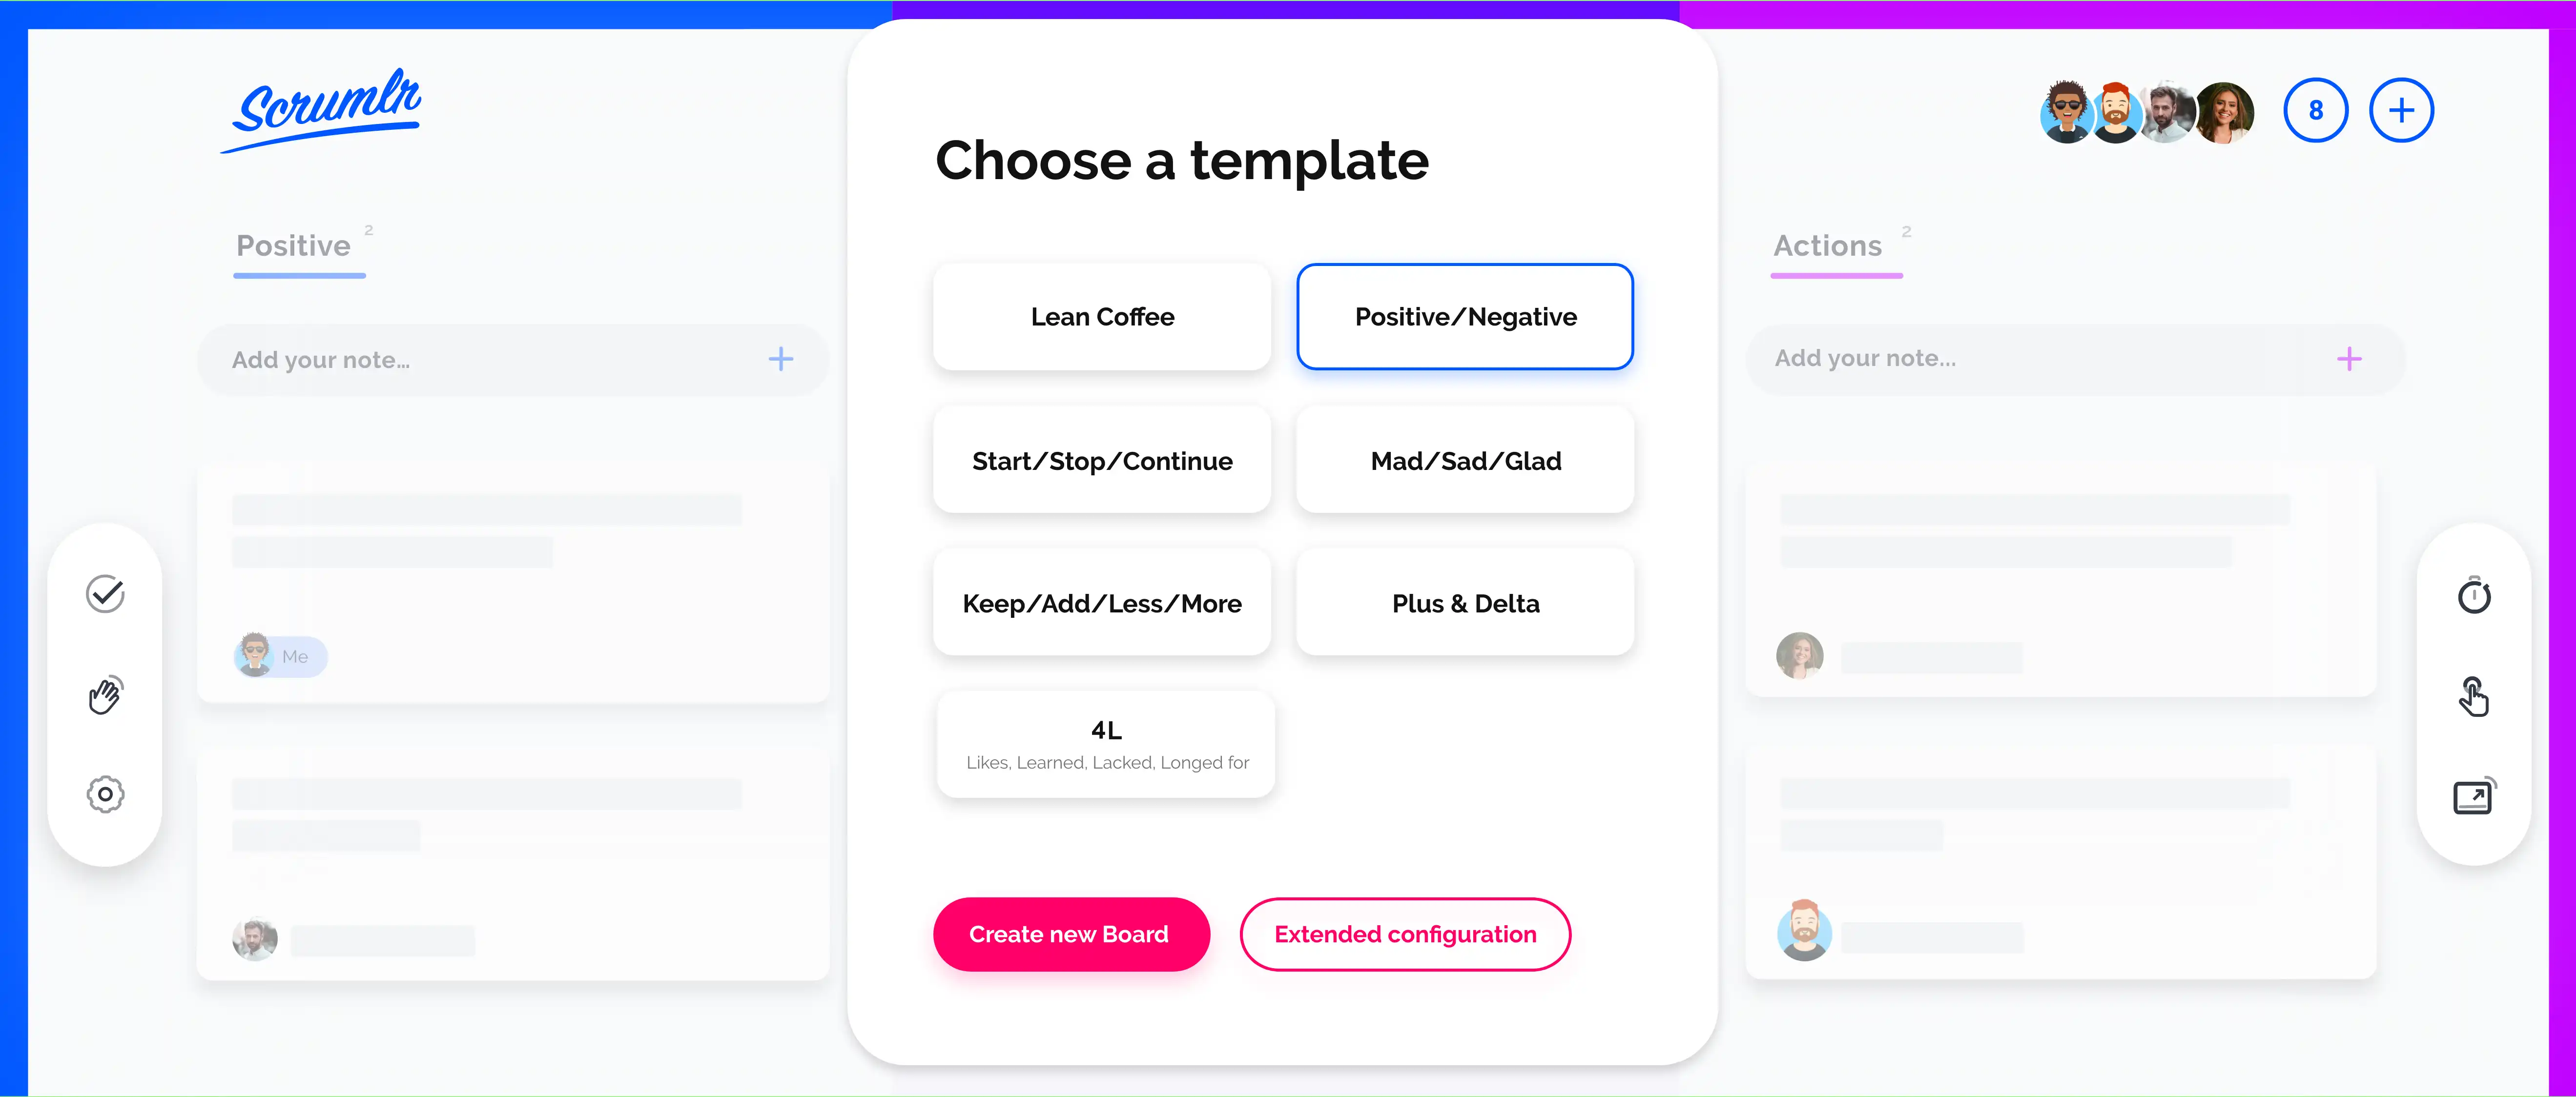 Scrumlr
8
Choose a template
Positive 2
Actions 2
Lean Coffee
Positive/Negative
Add your note...
Add your note...
Start/Stop/Continue
Mad/Sad/Glad
Keep/Add/Less/More
Plus & Delta
Me
4L
Likes, Learned, Lacked, Longed for
Create new Board
Extended configuration